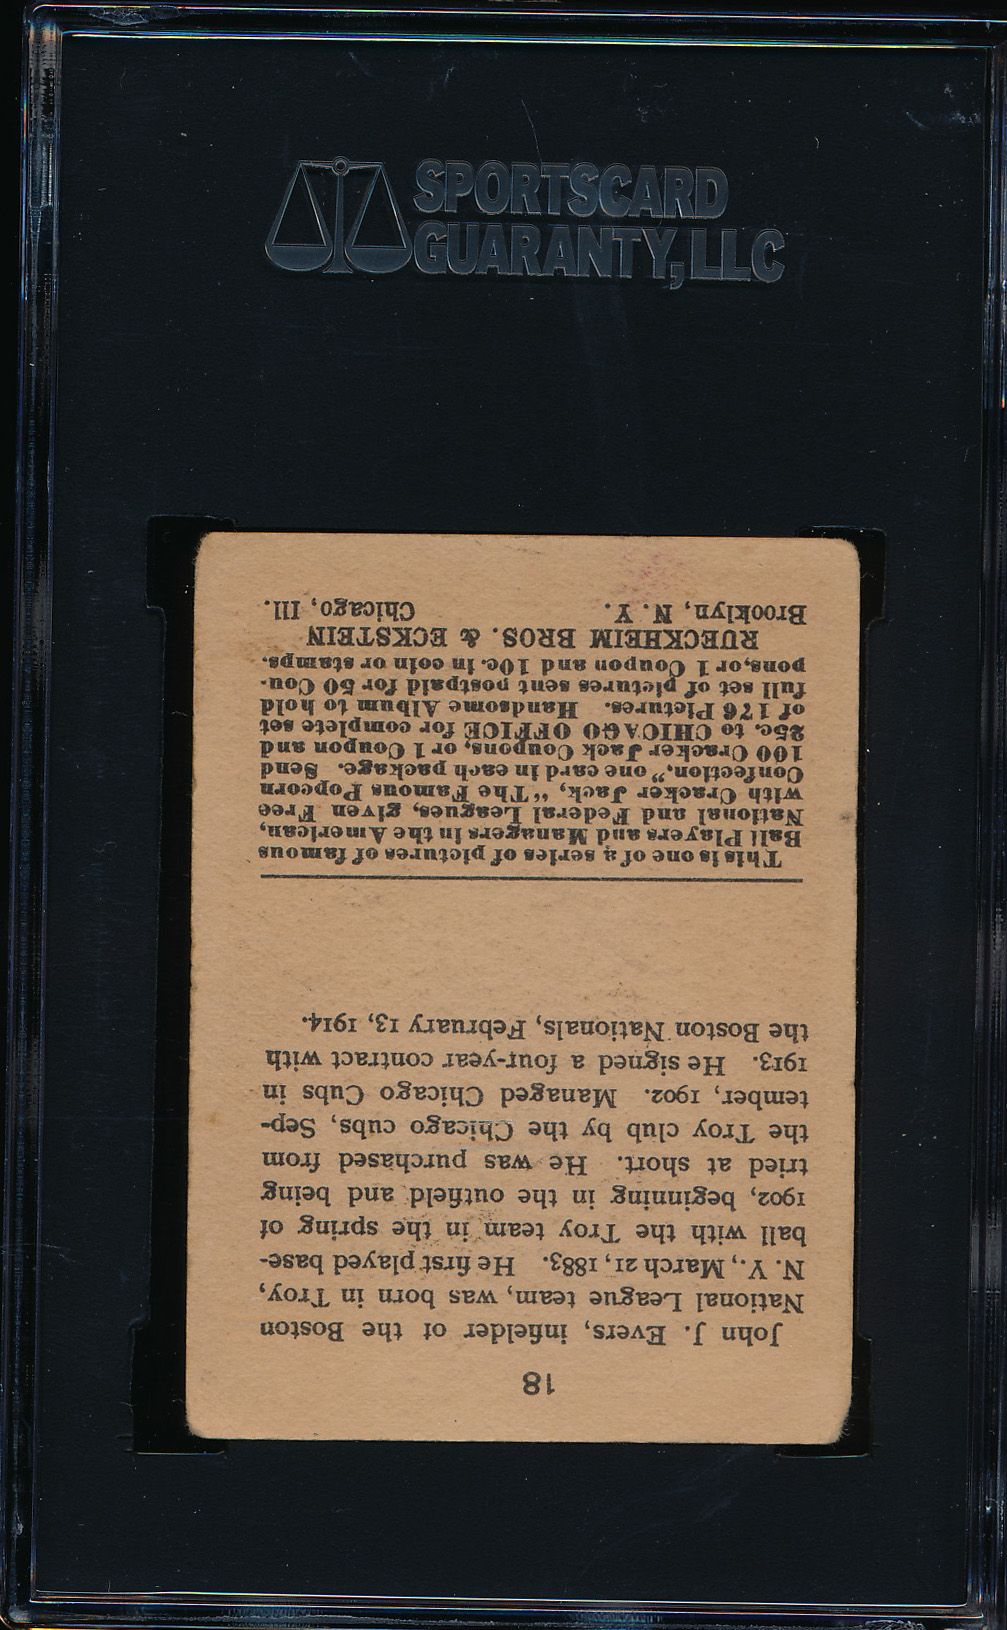 SPORTSCARD
GUARANTY, LLC
18
John J. Evers, infielder of the Boston
National League team, was born in Troy,
N. Y., March 21, 1883. He first played base-
ball with the Troy team in the spring of
1902, beginning in the outfield and being
tried at short. He was purchased from
the Troy club by the Chicago cubs, Sep-
tember, 1902. Managed Chicago Cubs in
1913. He signed a four-year contract with
the Boston Nationals, February 13, 1914.
This is one of a series of pictures of famous
Ball Players and Managers in the American,
National and Federal Leagues, given Free
with Cracker Jack, "The Famous Popcorn
Confection," one card in each package. Send
100 Cracker Jack Coupons, or 1 Coupon and
25c. to CHICAGO OFFICE for complete set
of 176 Pictures. Handsome Album to hold
full set of pictures sent postpaid for 50 Cou-
pons, or 1 Coupon and 10c. in coin or stamps.
RUECKHEIM BROS. & ECKSTEIN
Brooklyn, N. Y. Chicago, Ill.